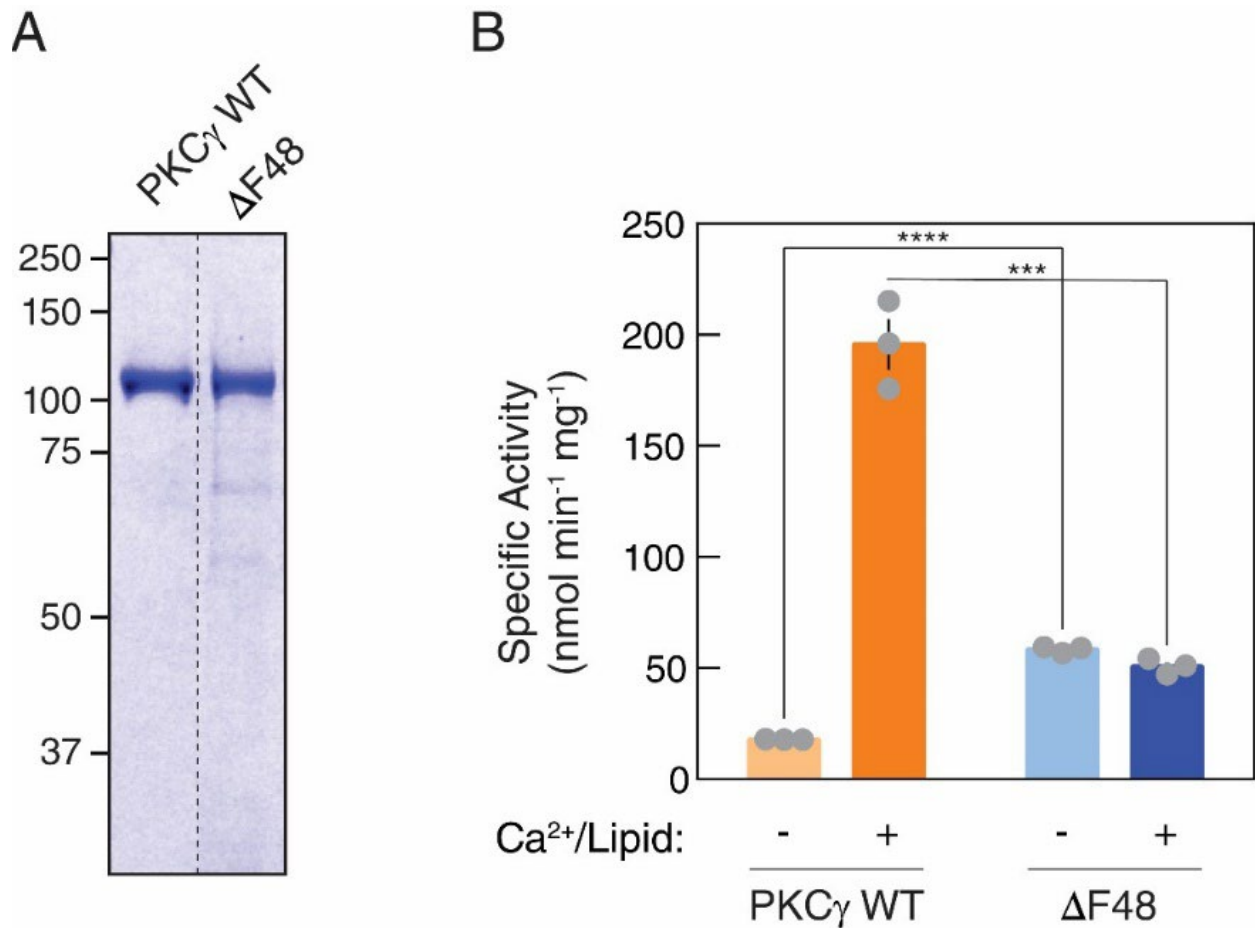 A
PKCγ WT
ΔF48
250
150
100
75
50
37
B
Specific Activity
(nmol min⁻¹ mg⁻¹)
250
200
150
100
50
0
****
***
Ca²⁺/Lipid:
- + - +
PKCγ WT ΔF48